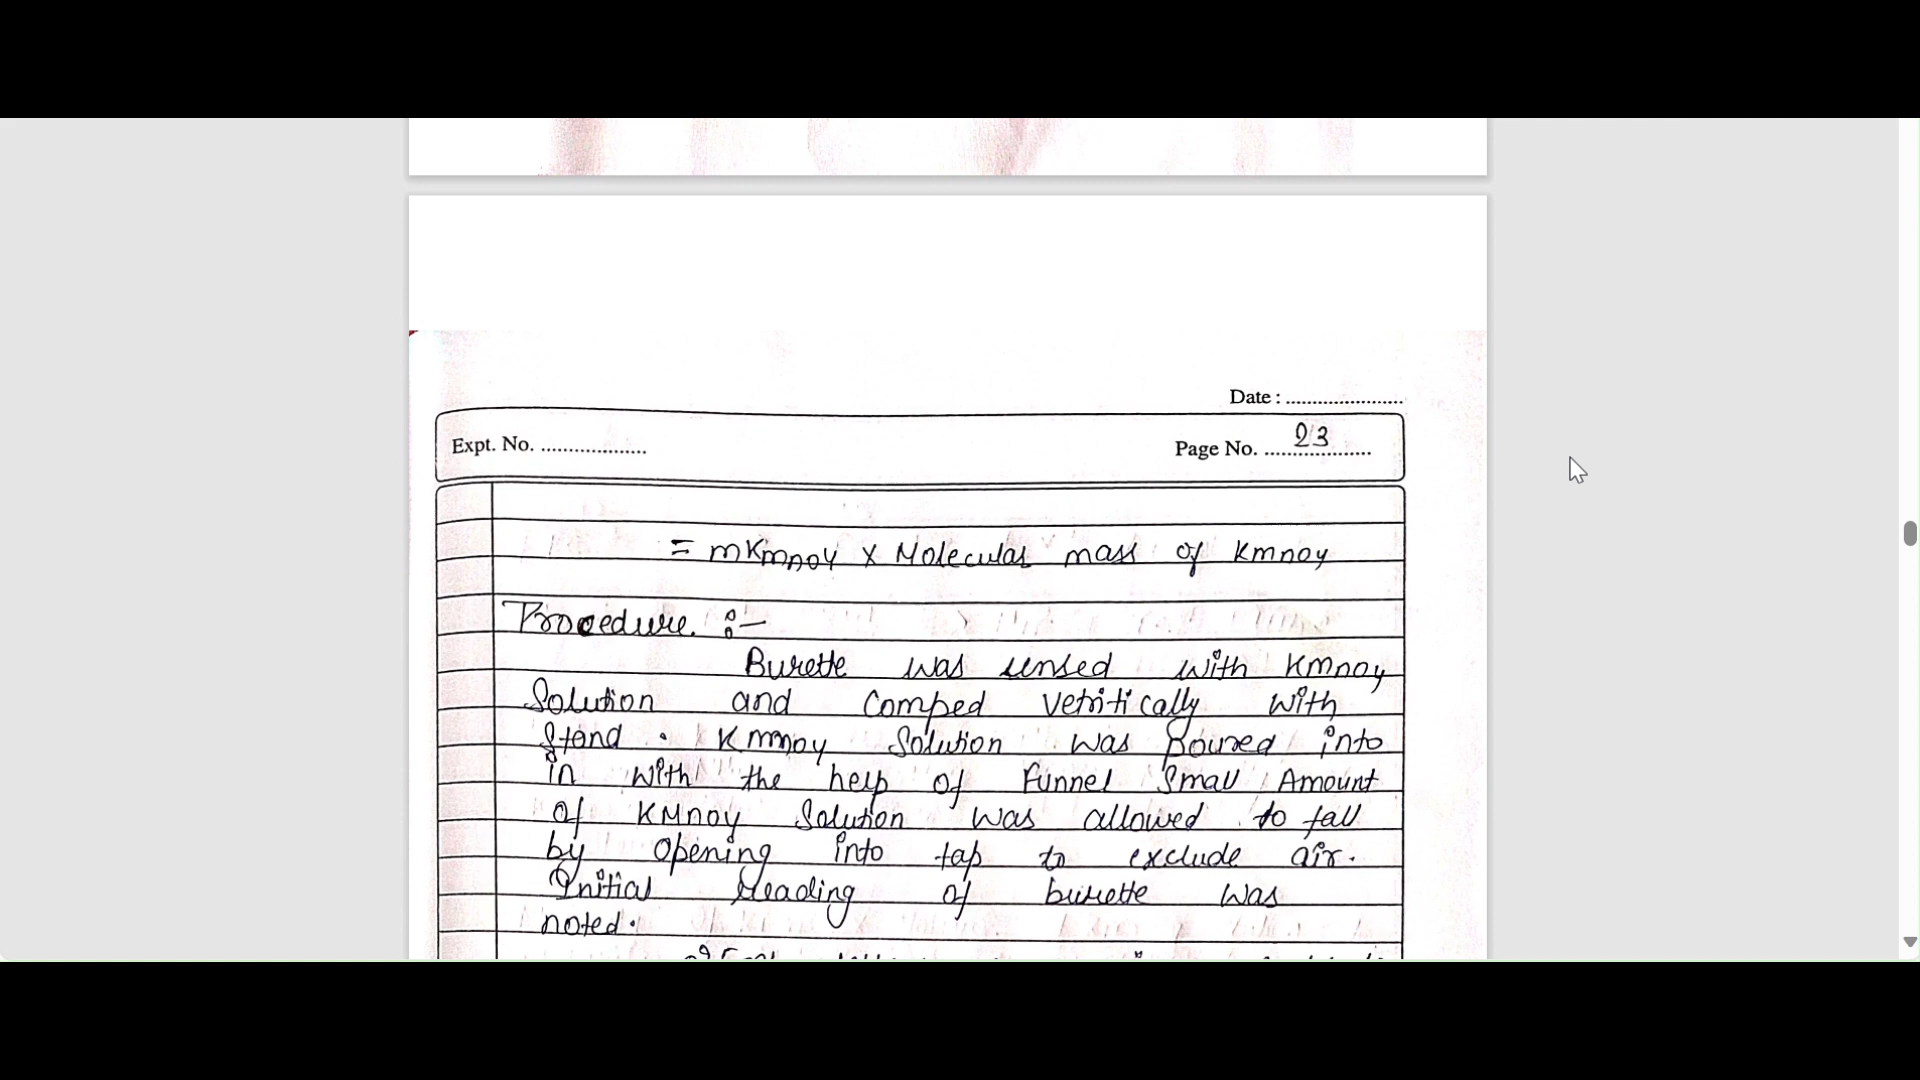 Date : ......................
Expt. No. ...................
Page No. ...23...
= mKmnoy x Molecular mass of Kmnoy
Procedure :-
Burette was rensed with Kmnoy
Solution and Comped vetritically with
Stand. Kmnoy Solution was Poured into
in with the help of Funnel Small Amount
of KMnoy Solution was allowed to fall
by opening into tap to exclude air.
Initial reading of burette was
noted.